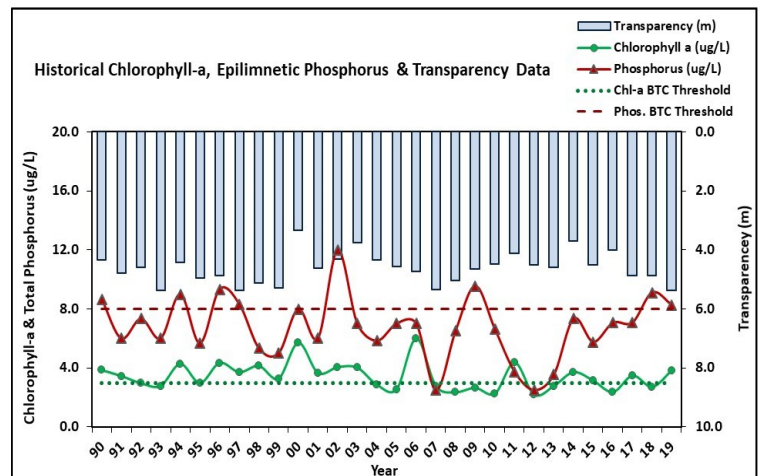 Transparency (m)
Chlorophyll a (ug/L)
Phosphorus (ug/L)
Chl-a BTC Threshold
Phos. BTC Threshold
Historical Chlorophyll-a, Epilimnetic Phosphorus & Transparency Data
Chlorophyll-a & Total Phosphorus (ug/L)
20.0
16.0
12.0
8.0
4.0
0.0
0.0
2.0
4.0
6.0
8.0
10.0
Transparencey (m)
90 91 92 93 94 95 96 97 98 99 00 01 02 03 04 05 06 07 08 09 10 11 12 13 14 15 16 17 18 19
Year